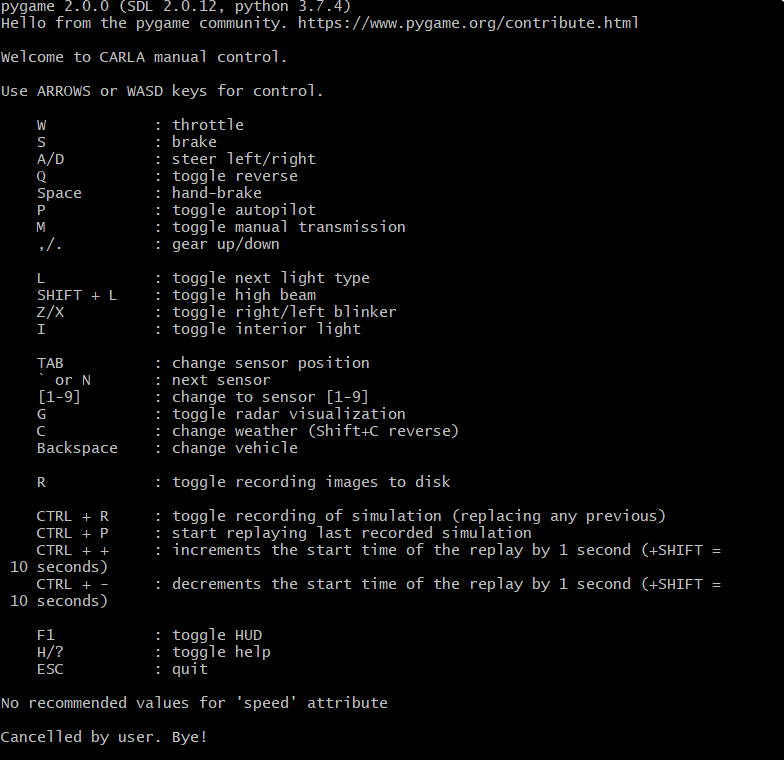 pygame 2.0.0 (SDL 2.0.12, python 3.7.4)
Hello from the pygame community. https://www.pygame.org/contribute.html
Welcome to CARLA manual control.
Use ARROWS or WASD keys for control.
W : throttle
S : brake
A/D : steer left/right
Q : toggle reverse
Space : hand-brake
P : toggle autopilot
M : toggle manual transmission
,/. : gear up/down
L : toggle next light type
SHIFT + L : toggle high beam
Z/X : toggle right/left blinker
I : toggle interior light
TAB : change sensor position
` or N : next sensor
[1-9] : change to sensor [1-9]
G : toggle radar visualization
C : change weather (Shift+C reverse)
Backspace : change vehicle
R : toggle recording images to disk
CTRL + R : toggle recording of simulation (replacing any previous)
CTRL + P : start replaying last recorded simulation
CTRL + + : increments the start time of the replay by 1 second (+SHIFT =
10 seconds)
CTRL + - : decrements the start time of the replay by 1 second (+SHIFT =
10 seconds)
F1 : toggle HUD
H/? : toggle help
ESC : quit
No recommended values for 'speed' attribute
Cancelled by user. Bye!